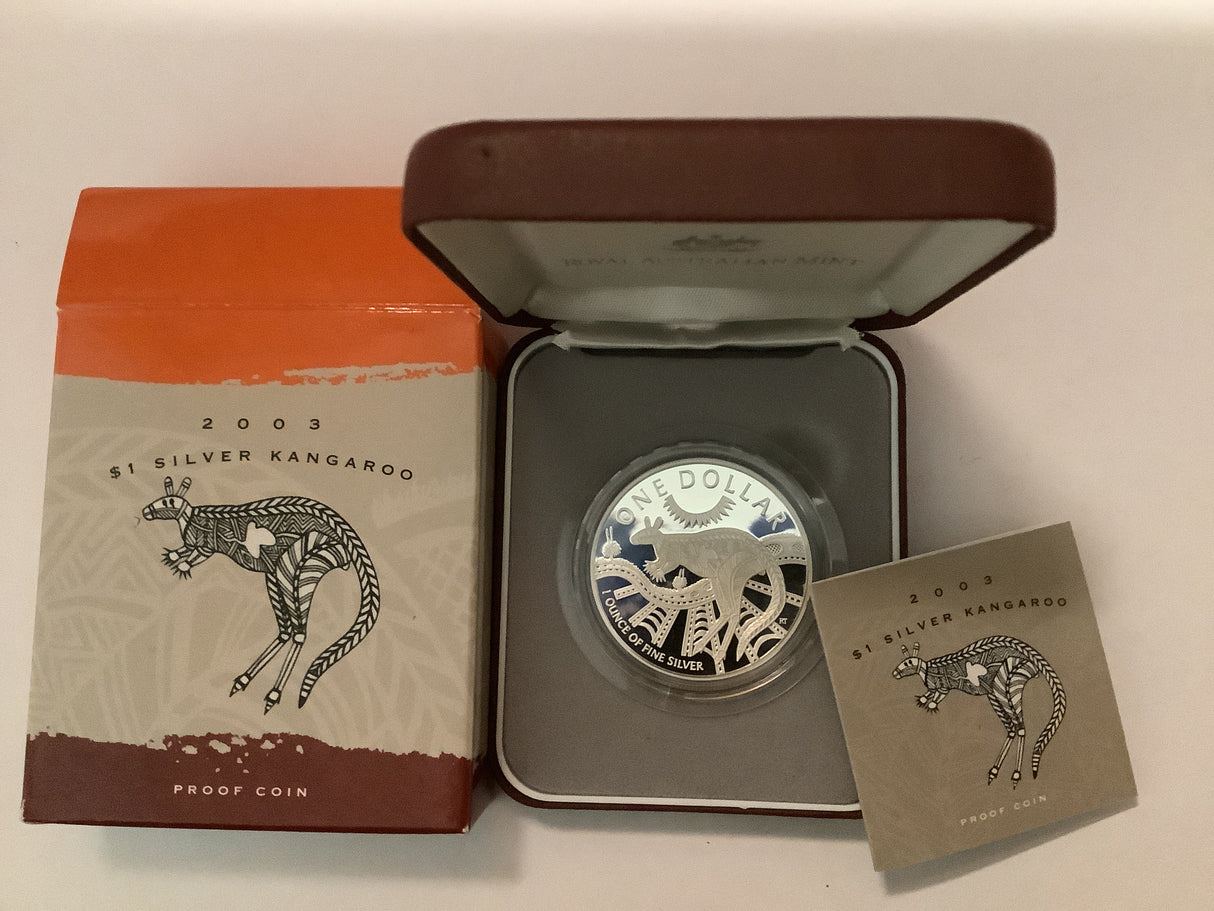 2003
$1 SILVER KANGAROO
PROOF COIN
ROYAL AUSTRALIAN MINT
ONE DOLLAR
1 OUNCE OF FINE SILVER
RT
2003
$1 SILVER KANGAROO
PROOF COIN